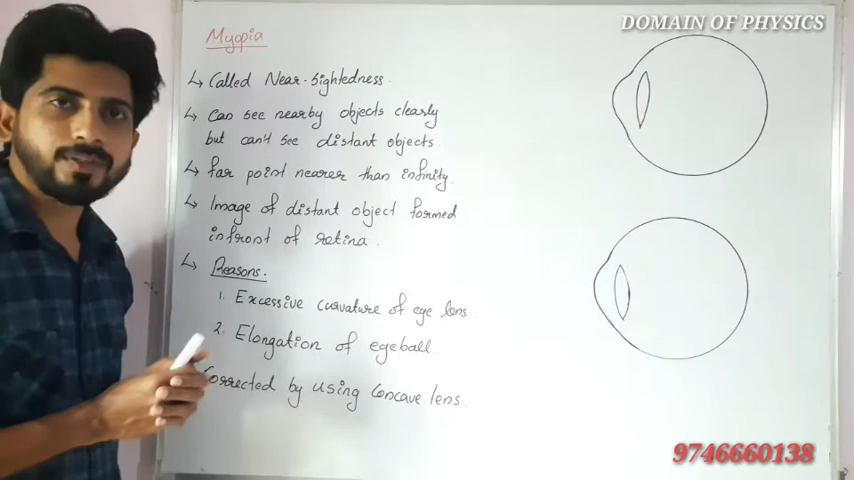 DOMAIN OF PHYSICS
Myopia
↳ Called Near-sightedness.
↳ Can see nearby objects clearly
but can't see distant objects.
↳ far point nearer than infinity.
↳ Image of distant object formed
infront of retina.
↳ Reasons.
1. Excessive curvature of eye lens.
2. Elongation of eyeball.
Corrected by using Concave lens.
9746660138